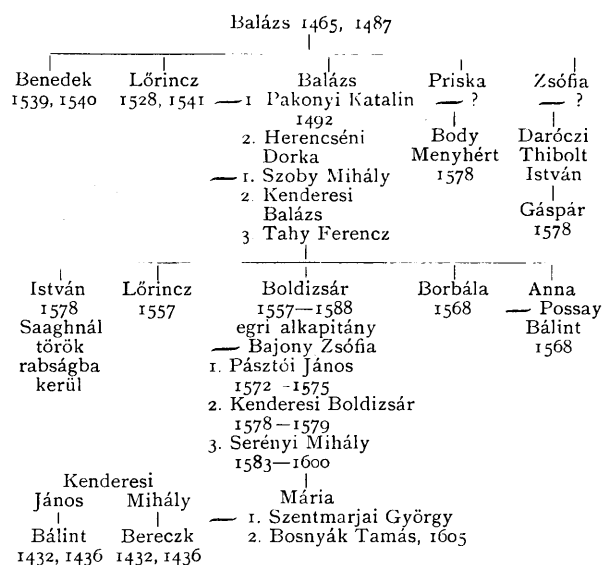 Balázs 1465, 1487
Benedek Lőrincz Balázs Priska Zsófia
1539, 1540 1528, 1541 — 1 Pakonyi Katalin — ? — ?
1492
2. Herencséni
Dorka
— 1. Szoby Mihály
2. Kenderesi
Balázs
3. Tahy Ferencz
Body
Menyhért
1578
Daróczi
Thibolt
István
Gáspár
1578
István Lőrincz Boldizsár Borbála Anna
1578 1557 1557—1588 1568 — Possay
Saaghnál egri alkapitány Bálint
török — Bajony Zsófia 1568
rabságba 1. Pásztói János
kerül 1572 -1575
2. Kenderesi Boldizsár
1578—1579
3. Serényi Mihály
1583—1600
Kenderesi
János Mihály Mária
— 1. Szentmarjai György
Bálint Bereczk 2. Bosnyák Tamás, 1605
1432, 1436 1432, 1436